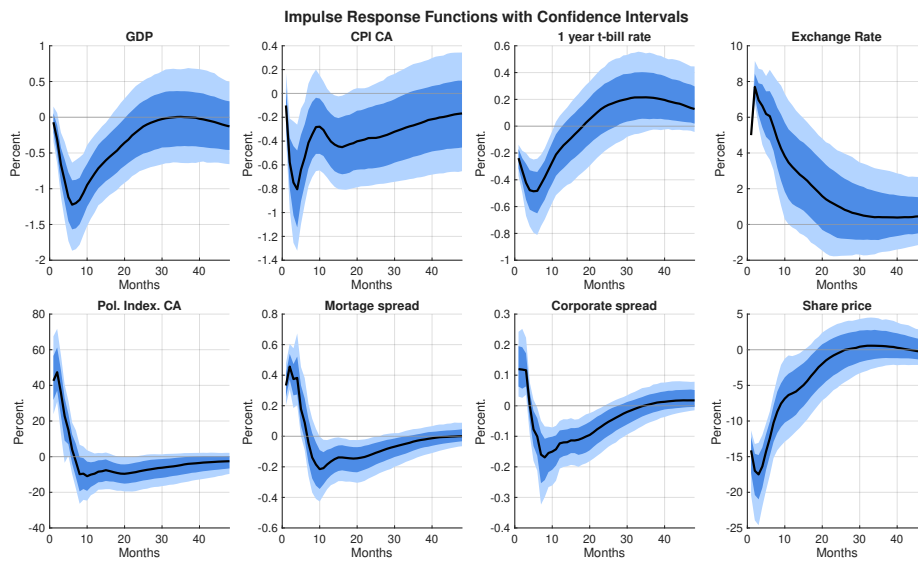 Impulse Response Functions with Confidence Intervals
GDP
CPI CA
1 year t-bill rate
Exchange Rate
1
0.5
0
-0.5
-1
-1.5
-2
Percent.
0 10 20 30 40
Months
0.4
0.2
0
-0.2
-0.4
-0.6
-0.8
-1
-1.2
-1.4
Percent.
0 10 20 30 40
Months
0.6
0.4
0.2
0
-0.2
-0.4
-0.6
-0.8
-1
Percent.
0 10 20 30 40
Months
10
8
6
4
2
0
-2
Percent.
0 10 20 30 40
Months
Pol. Index. CA
Mortage spread
Corporate spread
Share price
80
60
40
20
0
-20
-40
Percent.
0 10 20 30 40
Months
0.8
0.6
0.4
0.2
0
-0.2
-0.4
-0.6
Percent.
0 10 20 30 40
Months
0.3
0.2
0.1
0
-0.1
-0.2
-0.3
-0.4
Percent.
0 10 20 30 40
Months
5
0
-5
-10
-15
-20
-25
Percent.
0 10 20 30 40
Months